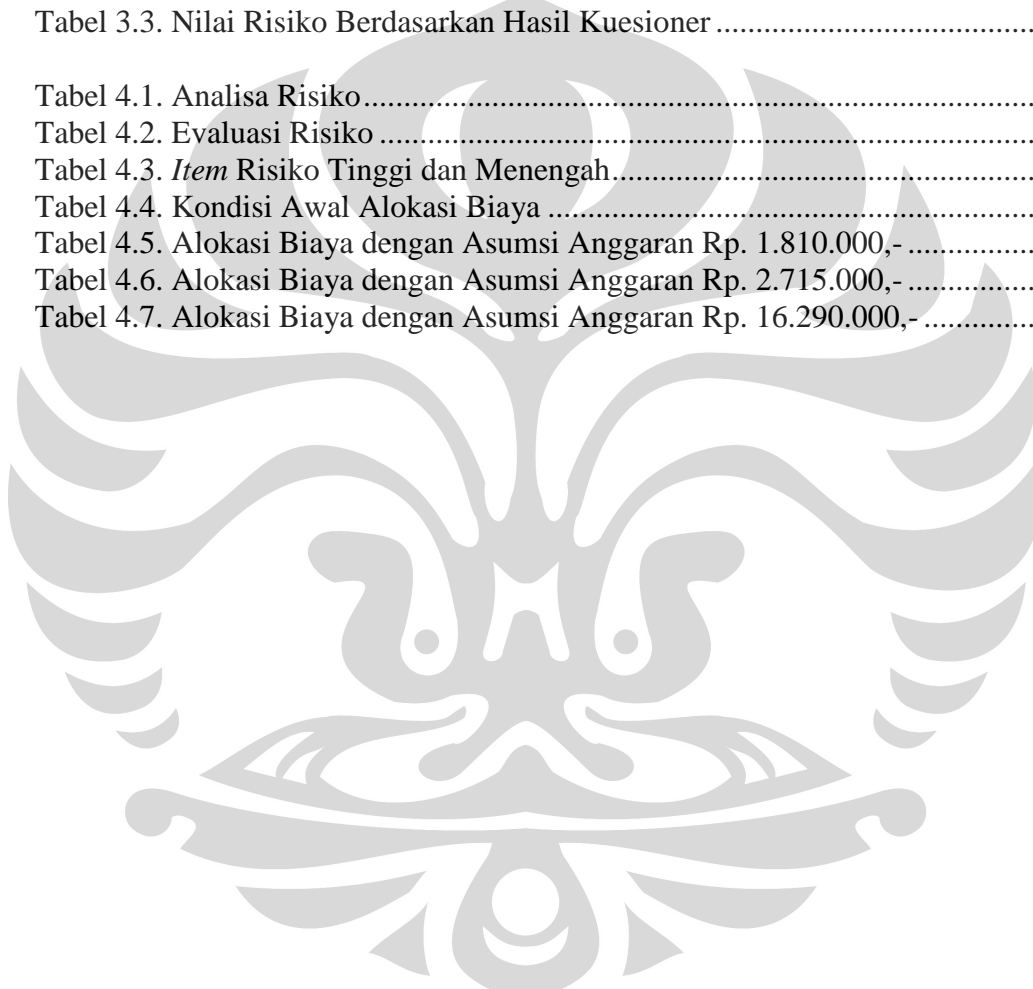 Tabel 3.3. Nilai Risiko Berdasarkan Hasil Kuesioner .......................................
Tabel 4.1. Analisa Risiko...................................................................................
Tabel 4.2. Evaluasi Risiko ................................................................................
Tabel 4.3. Item Risiko Tinggi dan Menengah....................................................
Tabel 4.4. Kondisi Awal Alokasi Biaya ............................................................
Tabel 4.5. Alokasi Biaya dengan Asumsi Anggaran Rp. 1.810.000,- ................
Tabel 4.6. Alokasi Biaya dengan Asumsi Anggaran Rp. 2.715.000,- ................
Tabel 4.7. Alokasi Biaya dengan Asumsi Anggaran Rp. 16.290.000,- ..............